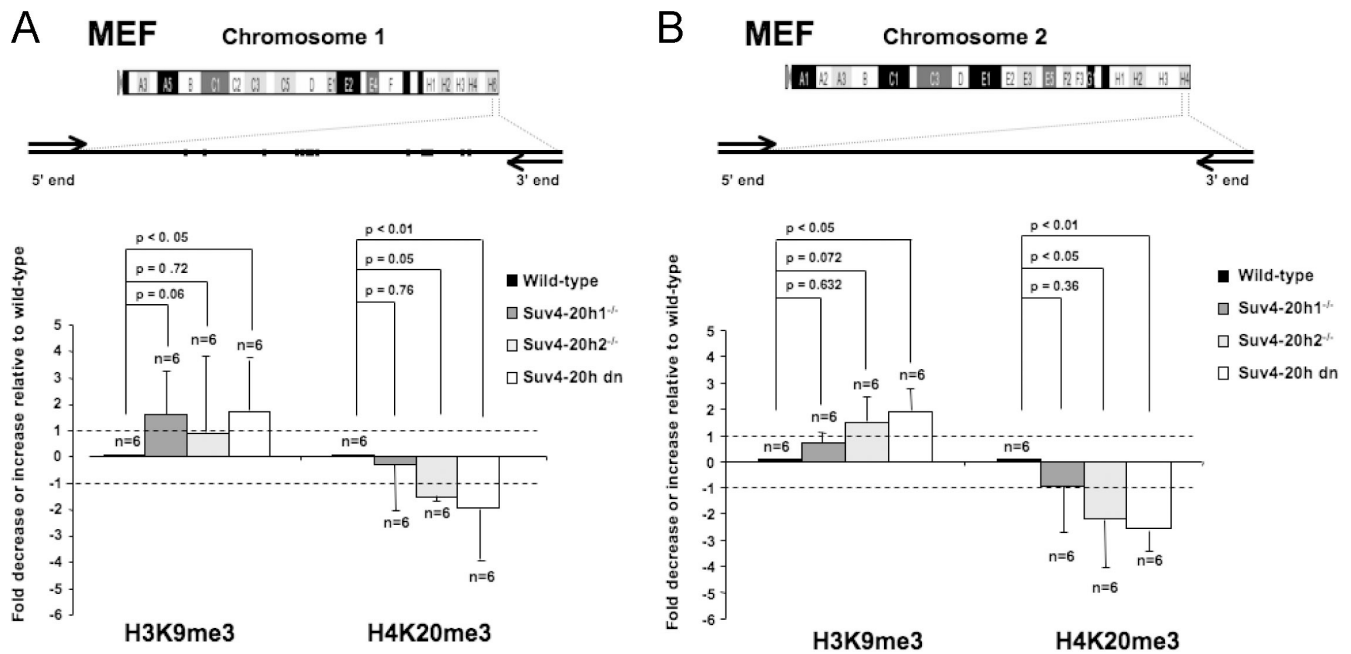 A MEF Chromosome 1
A3 A5 B C1 C2 C3 C5 D E1 E2 E4 F H1 H2 H3 H4 H6
5' end 3' end
Fold decrease or increase relative to wild-type
p < 0. 05
p = 0 .72
p = 0.06
p < 0.01
p = 0.05
p = 0.76
Wild-type
Suv4-20h1-/-
Suv4-20h2-/-
Suv4-20h dn
5
4
3
2
1
0
-1
-2
-3
-4
-5
-6
n=6 n=6 n=6 n=6
n=6 n=6 n=6 n=6
H3K9me3 H4K20me3
B MEF Chromosome 2
A1 A2 A3 B C1 C3 D E1 E2 E3 E5 F2 F3 G1 H1 H2 H3 H4
5' end 3' end
Fold decrease or increase relative to wild-type
p < 0.05
p = 0.072
p = 0.632
p < 0.01
p < 0.05
p = 0.36
Wild-type
Suv4-20h1-/-
Suv4-20h2-/-
Suv4-20h dn
5
4
3
2
1
0
-1
-2
-3
-4
-5
-6
n=6 n=6 n=6 n=6
n=6 n=6 n=6 n=6
H3K9me3 H4K20me3